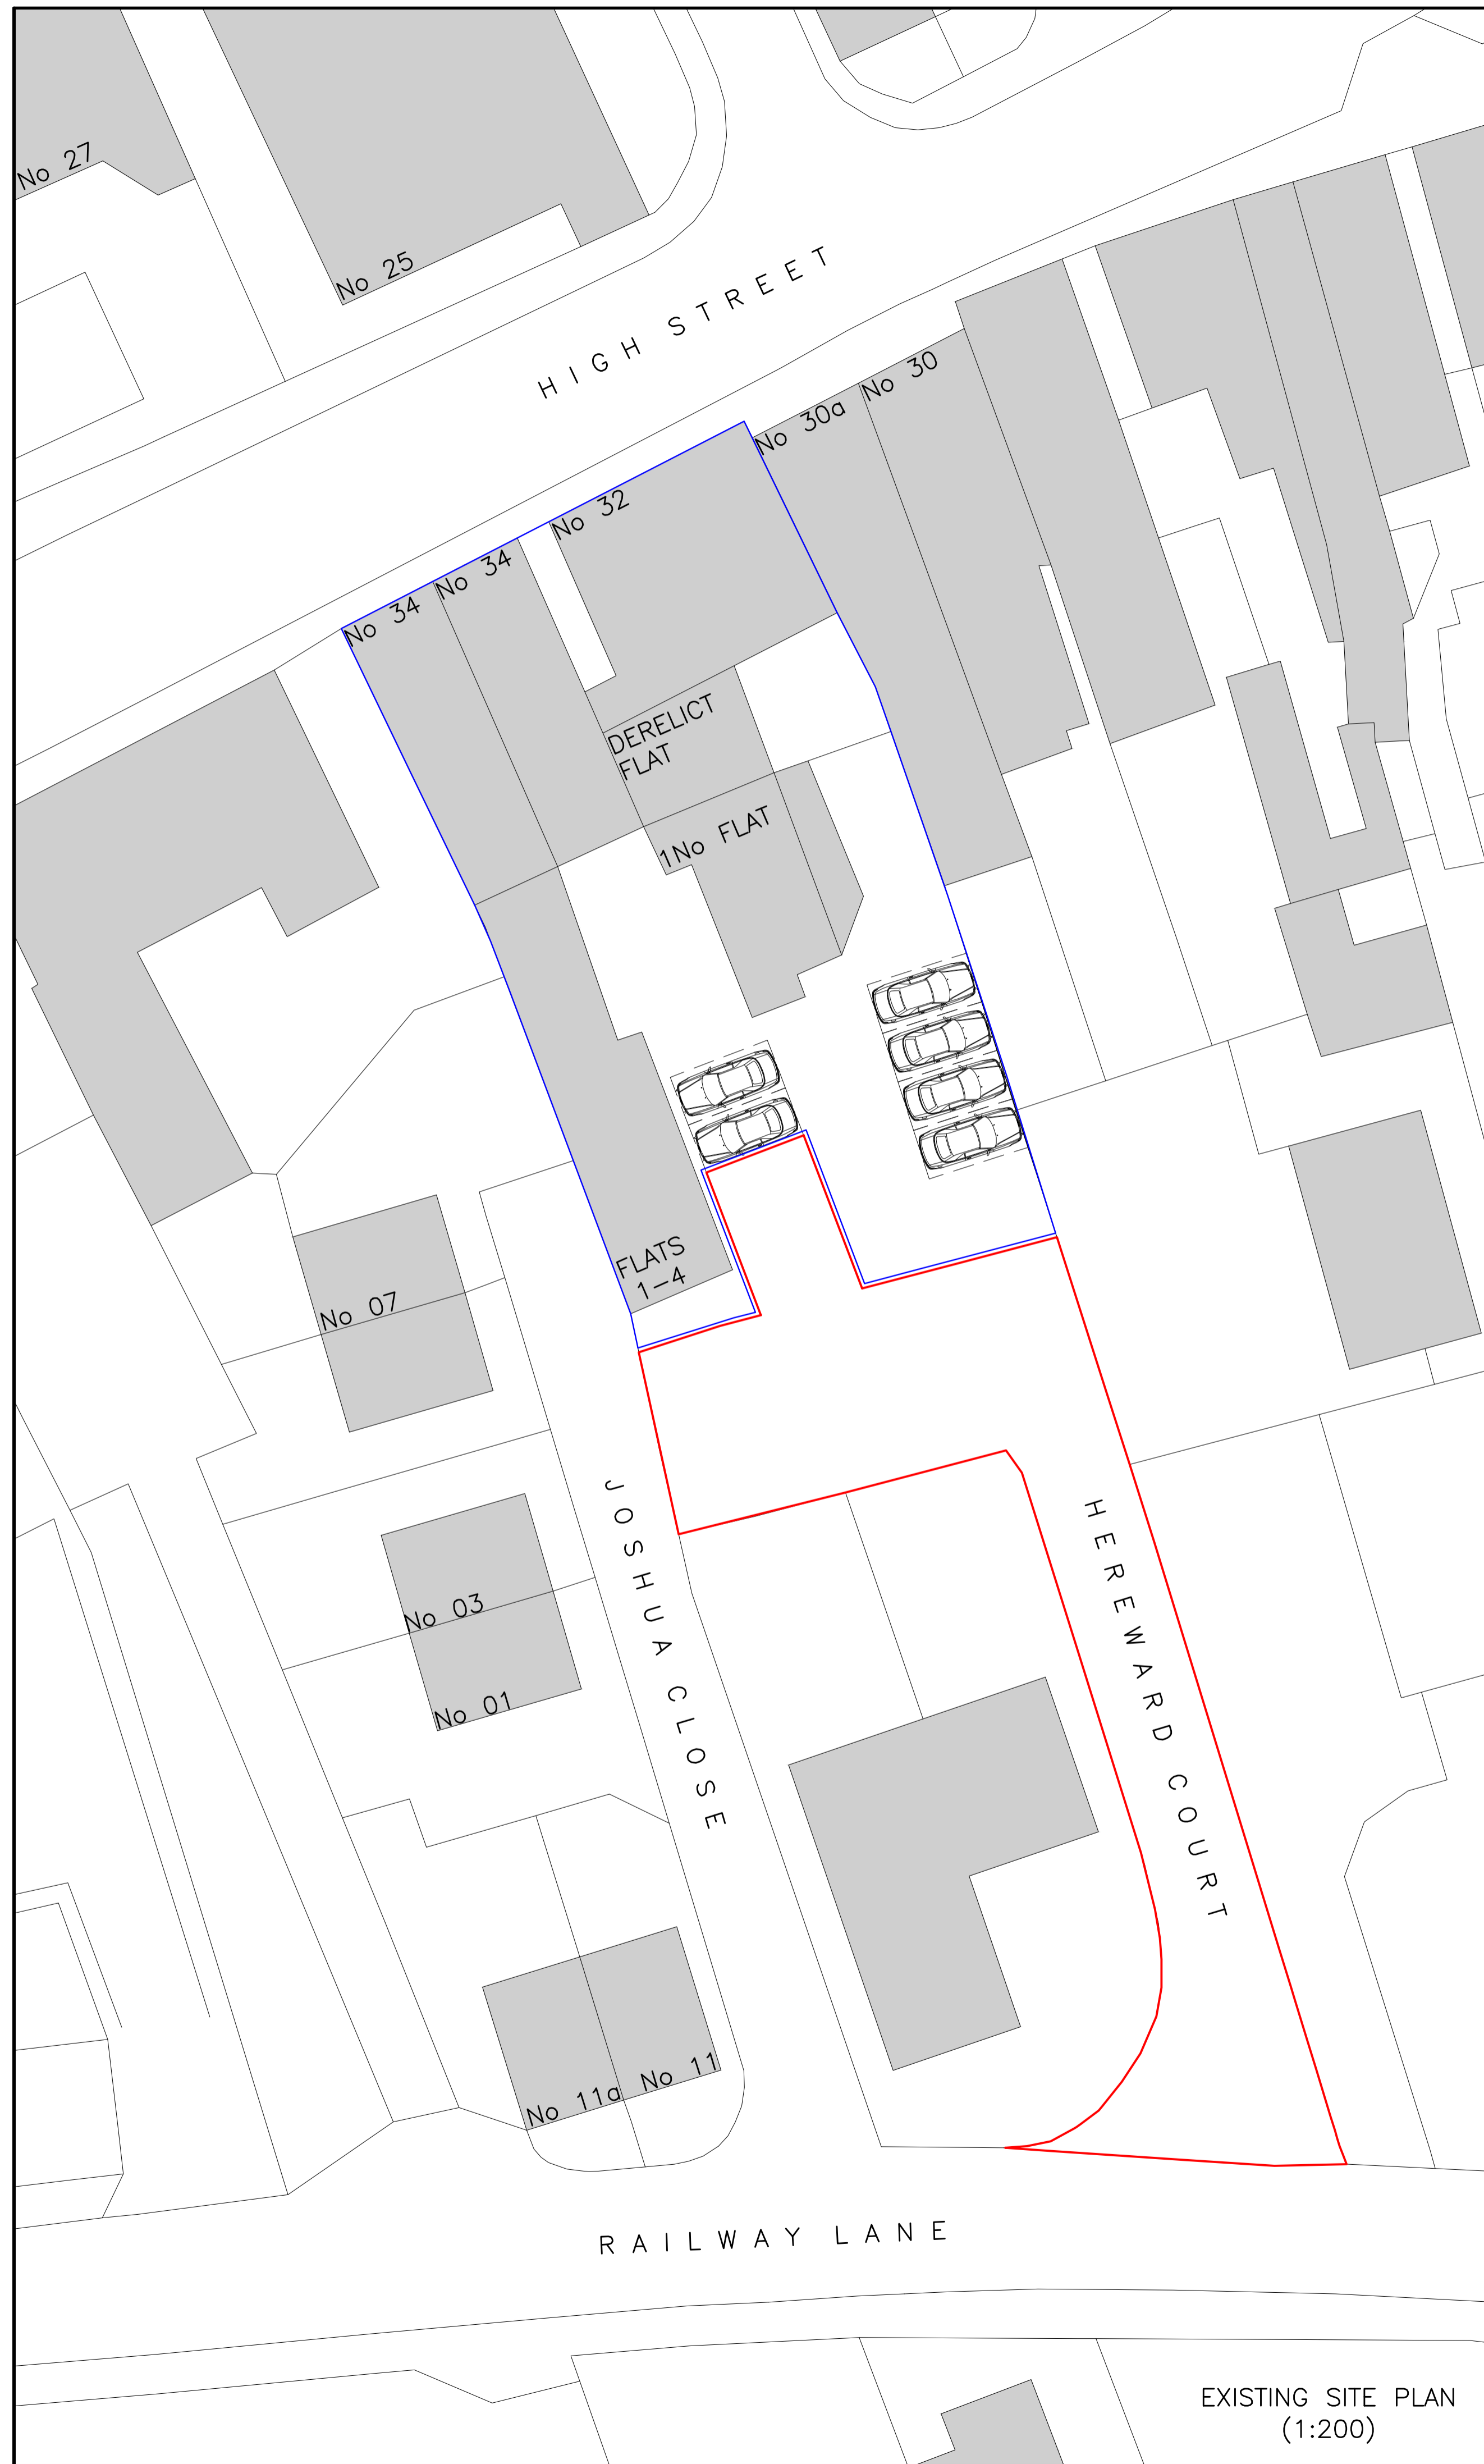 No 27
No 25
HIGH STREET
No 30
No 30a
No 32
No 34
No 34
DERELICT
FLAT
1No FLAT
FLATS
1-4
No 07
JOSHUA CLOSE
HEREWARD COURT
No 03
No 01
No 11a
No 11
RAILWAY LANE
EXISTING SITE PLAN
(1:200)